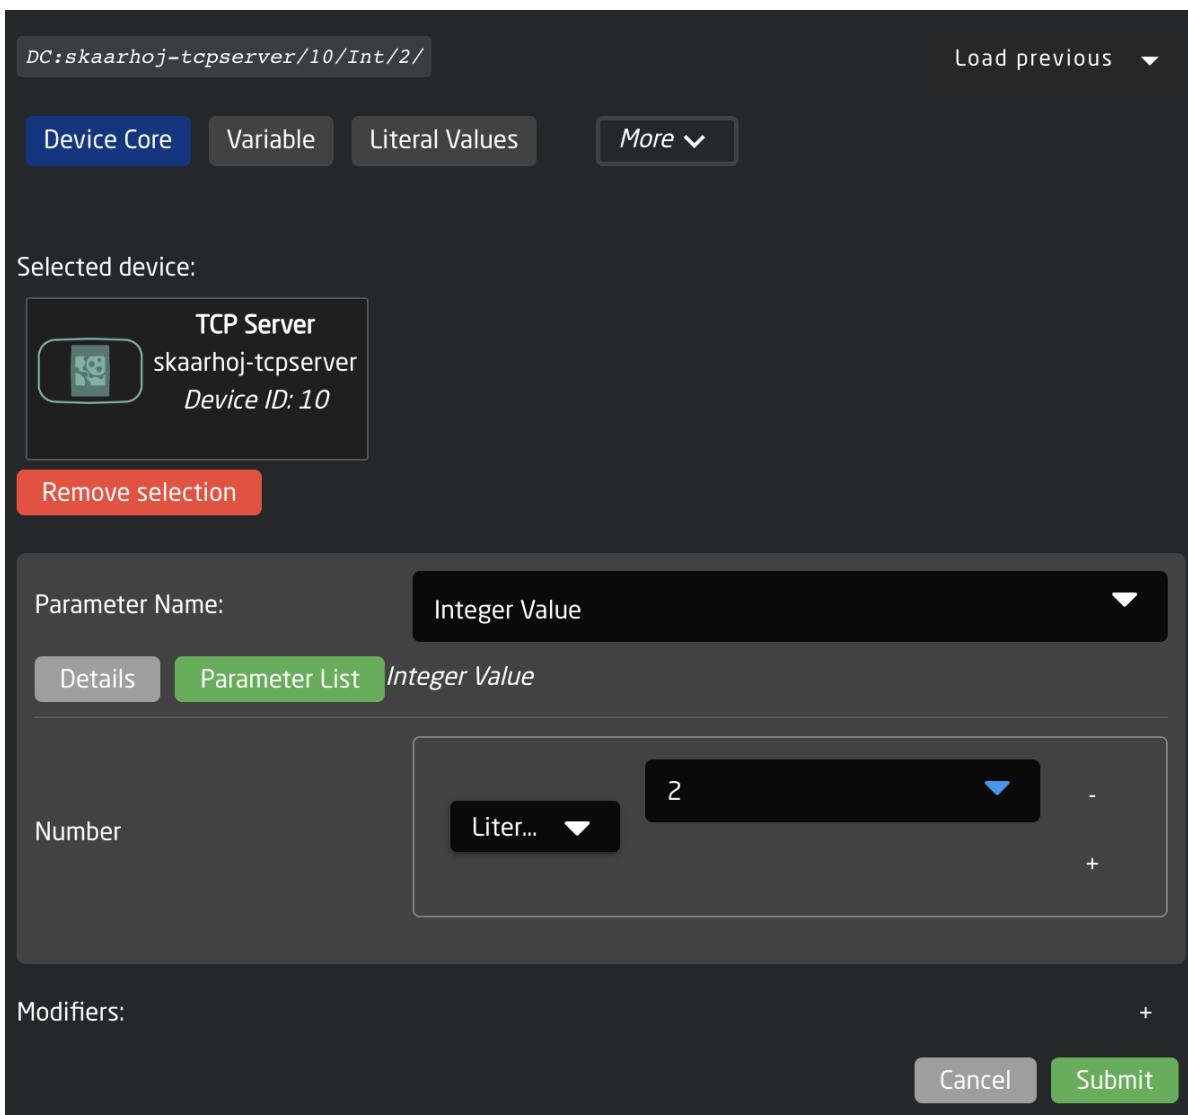 DC:skaarhoj-tcpserver/10/Int/2/
Load previous
Device Core
Variable
Literal Values
More
Selected device:
TCP Server
skaarhoj-tcpserver
Device ID: 10
Remove selection
Parameter Name:
Integer Value
Details
Parameter List
Integer Value
Number
Liter...
2
-
+
Modifiers:
+
Cancel
Submit